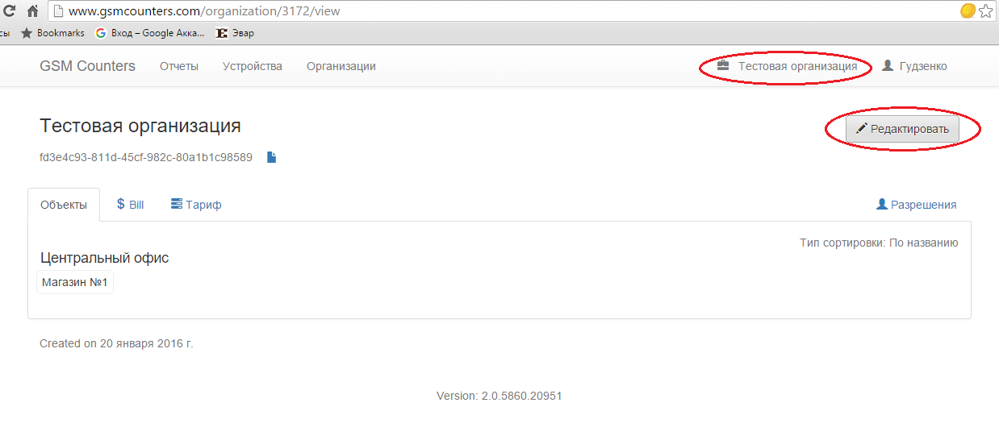 www.gsmcounters.com/organization/3172/view
сы Bookmarks Вход – Google Акка... Эвар
GSM Counters Отчеты Устройства Организации Тестовая организация Гудзенко
Тестовая организация Редактировать
fd3e4c93-811d-45cf-982c-80a1b1c98589
Объекты $ Bill Тариф Разрешения
Тип сортировки: По названию
Центральный офис
Магазин №1
Created on 20 января 2016 г.
Version: 2.0.5860.20951